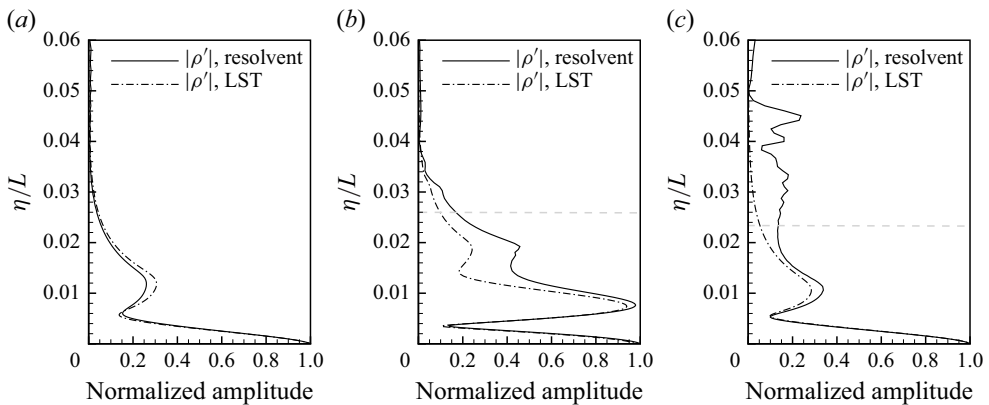 (a)
0.06
0.05
0.04
0.03
0.02
0.01
η/L
|ρ′|, resolvent
|ρ′|, LST
0 0.2 0.4 0.6 0.8 1.0
Normalized amplitude
(b)
0.06
0.05
0.04
0.03
0.02
0.01
η/L
|ρ′|, resolvent
|ρ′|, LST
0 0.2 0.4 0.6 0.8 1.0
Normalized amplitude
(c)
0.06
0.05
0.04
0.03
0.02
0.01
η/L
|ρ′|, resolvent
|ρ′|, LST
0 0.2 0.4 0.6 0.8 1.0
Normalized amplitude